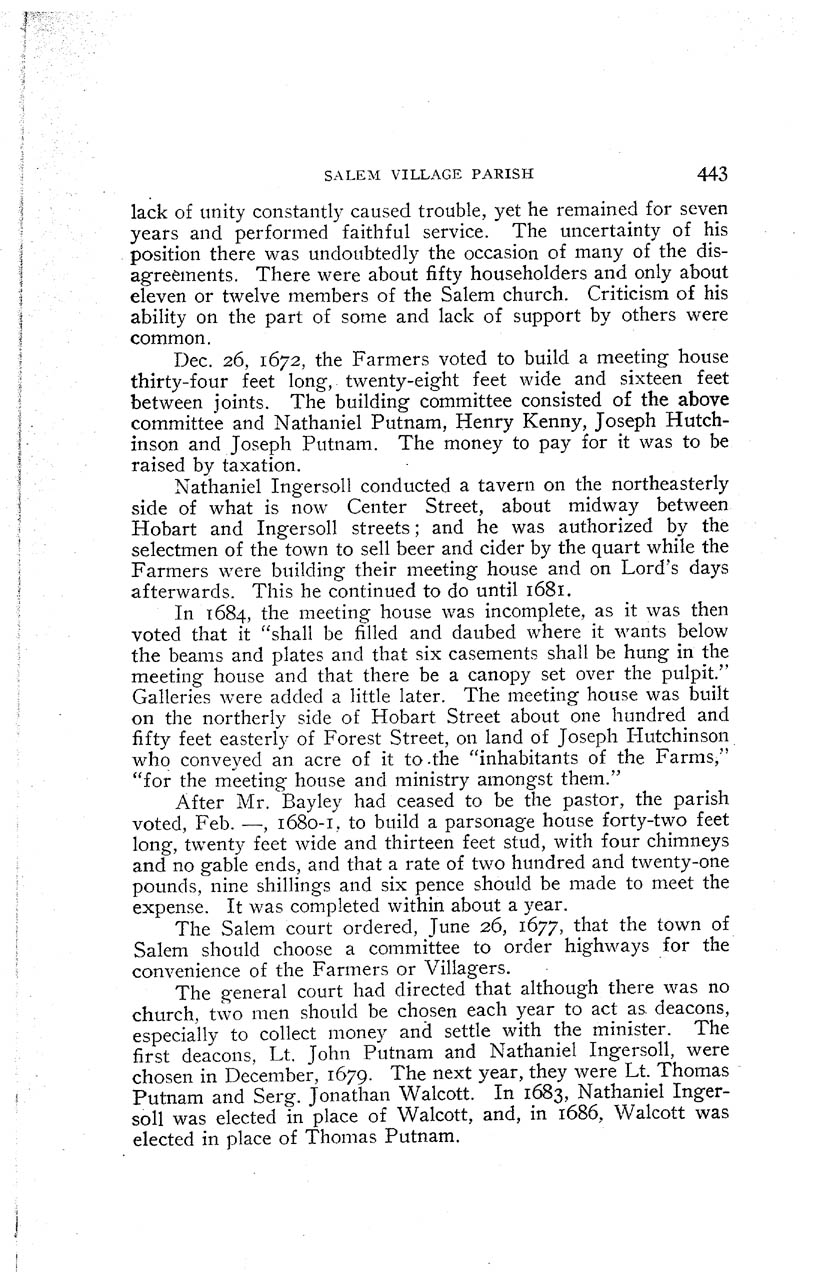 SALEM VILLAGE PARISH 443
lack of unity constantly caused trouble, yet he remained for seven
years and performed faithful service. The uncertainty of his
position there was undoubtedly the occasion of many of the dis-
agreements. There were about fifty householders and only about
eleven or twelve members of the Salem church. Criticism of his
ability on the part of some and lack of support by others were
common.
Dec. 26, 1672, the Farmers voted to build a meeting house
thirty-four feet long, twenty-eight feet wide and sixteen feet
between joints. The building committee consisted of the above
committee and Nathaniel Putnam, Henry Kenny, Joseph Hutch-
inson and Joseph Putnam. The money to pay for it was to be
raised by taxation.
Nathaniel Ingersoll conducted a tavern on the northeasterly
side of what is now Center Street, about midway between
Hobart and Ingersoll streets; and he was authorized by the
selectmen of the town to sell beer and cider by the quart while the
Farmers were building their meeting house and on Lord's days
afterwards. This he continued to do until 1681.
In 1684, the meeting house was incomplete, as it was then
voted that it "shall be filled and daubed where it wants below
the beams and plates and that six casements shall be hung in the
meeting house and that there be a canopy set over the pulpit."
Galleries were added a little later. The meeting house was built
on the northerly side of Hobart Street about one hundred and
fifty feet easterly of Forest Street, on land of Joseph Hutchinson
who conveyed an acre of it to the "inhabitants of the Farms,"
"for the meeting house and ministry amongst them."
After Mr. Bayley had ceased to be the pastor, the parish
voted, Feb. —, 1680-1, to build a parsonage house forty-two feet
long, twenty feet wide and thirteen feet stud, with four chimneys
and no gable ends, and that a rate of two hundred and twenty-one
pounds, nine shillings and six pence should be made to meet the
expense. It was completed within about a year.
The Salem court ordered, June 26, 1677, that the town of
Salem should choose a committee to order highways for the
convenience of the Farmers or Villagers.
The general court had directed that although there was no
church, two men should be chosen each year to act as deacons,
especially to collect money and settle with the minister. The
first deacons, Lt. John Putnam and Nathaniel Ingersoll, were
chosen in December, 1679. The next year, they were Lt. Thomas
Putnam and Serg. Jonathan Walcott. In 1683, Nathaniel Inger-
soll was elected in place of Walcott, and, in 1686, Walcott was
elected in place of Thomas Putnam.